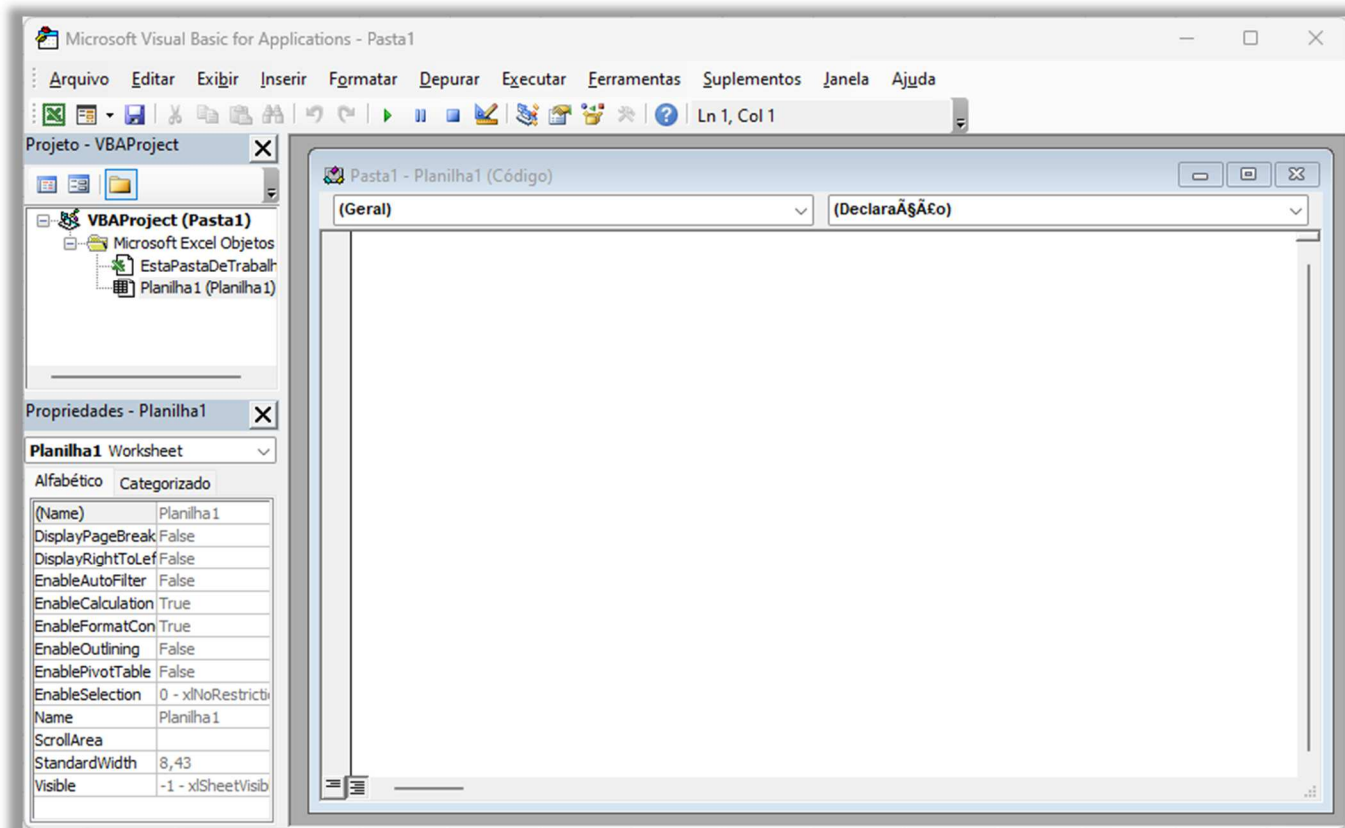 Microsoft Visual Basic for Applications - Pasta1
Arquivo Editar Exibir Inserir Formatar Depurar Executar Ferramentas Suplementos Janela Ajuda
Ln 1, Col 1
Projeto - VBAProject
VBAProject (Pasta1)
Microsoft Excel Objetos
EstaPastaDeTrabalh
Planilha1 (Planilha1)
Propriedades - Planilha1
Planilha1 Worksheet
Alfabético Categorizado
(Name) Planilha1
DisplayPageBreak False
DisplayRightToLef False
EnableAutoFilter False
EnableCalculation True
EnableFormatCon True
EnableOutlining False
EnablePivotTable False
EnableSelection 0 - xlNoRestricti
Name Planilha1
ScrollArea
StandardWidth 8,43
Visible -1 - xlSheetVisib
Pasta1 - Planilha1 (Código)
(Geral) (DeclaraÃ§Ã£o)